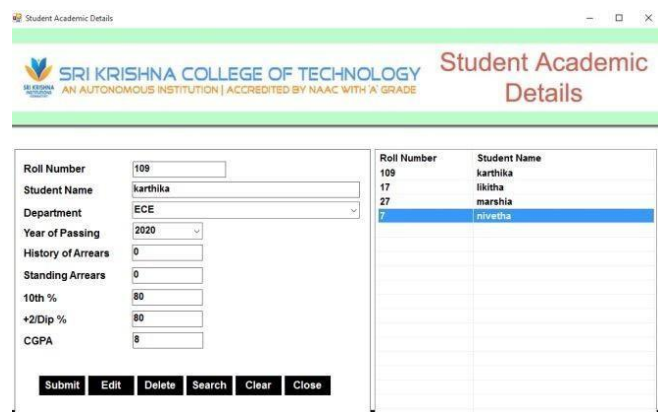 Student Academic Details
SRI KRISHNA COLLEGE OF TECHNOLOGY
AN AUTONOMOUS INSTITUTION | ACCREDITED BY NAAC WITH 'A' GRADE
SRI KRISHNA
INSTITUTIONS
Student Academic
Details
Roll Number 109
Student Name karthika
Department ECE
Year of Passing 2020
History of Arrears 0
Standing Arrears 0
10th % 80
+2/Dip % 80
CGPA 8
Submit Edit Delete Search Clear Close
Roll Number Student Name
109 karthika
17 likitha
27 marshia
7 nivetha